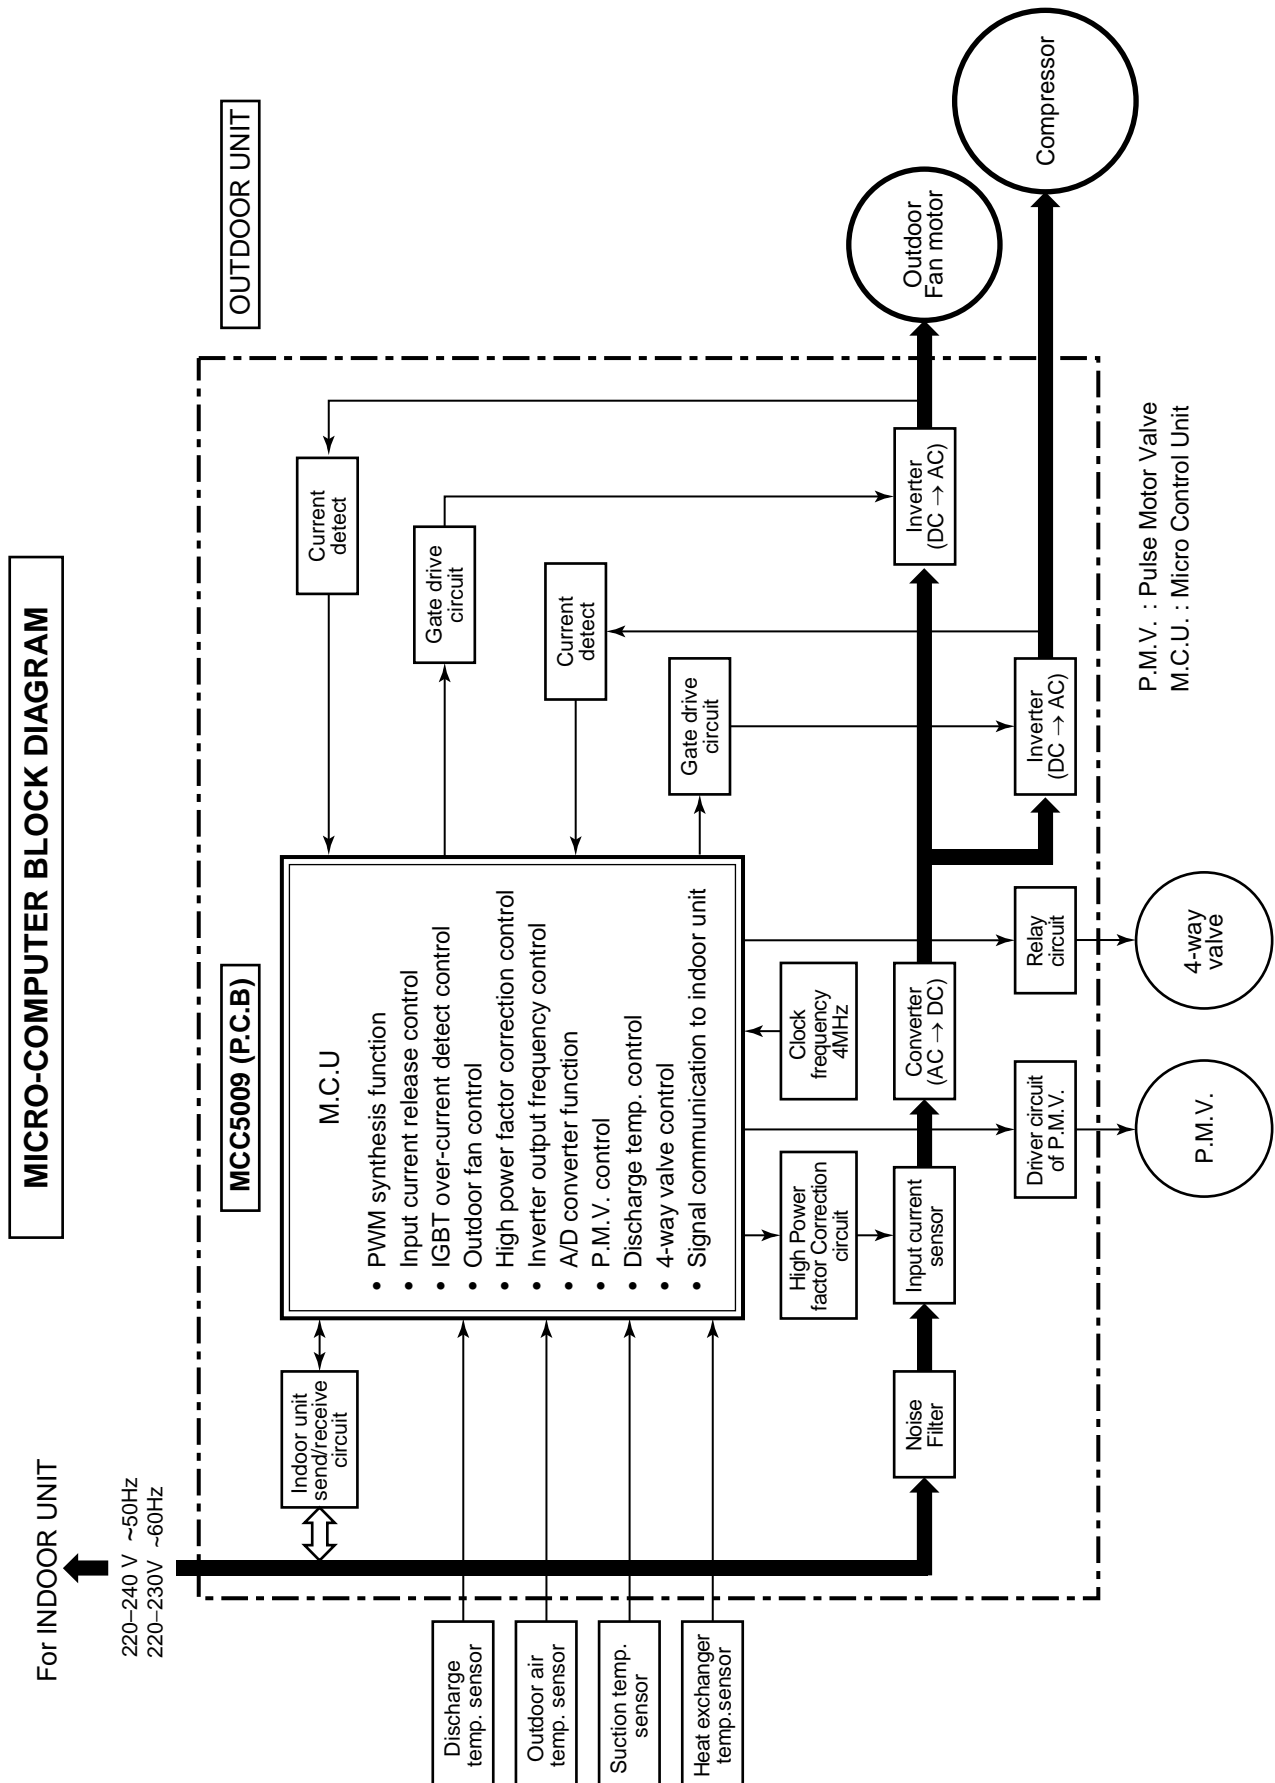 MICRO-COMPUTER BLOCK DIAGRAM
For INDOOR UNIT
220–240 V ~50Hz
220–230V ~60Hz
OUTDOOR UNIT
MCC5009 (P.C.B)
Indoor unit
send/receive
circuit
M.C.U
• PWM synthesis function
• Input current release control
• IGBT over-current detect control
• Outdoor fan control
• High power factor correction control
• Inverter output frequency control
• A/D converter function
• P.M.V. control
• Discharge temp. control
• 4-way valve control
• Signal communication to indoor unit
Current
detect
Gate drive
circuit
Current
detect
Gate drive
circuit
Discharge
temp. sensor
Outdoor air
temp. sensor
Suction temp.
sensor
Heat exchanger
temp.sensor
High Power
factor Correction
circuit
Clock
frequency
4MHz
Noise
Filter
Input current
sensor
Converter
(AC → DC)
Inverter
(DC → AC)
Outdoor
Fan motor
Driver circuit
of P.M.V.
Relay
circuit
Inverter
(DC → AC)
Compressor
P.M.V.
4-way
valve
P.M.V. : Pulse Motor Valve
M.C.U. : Micro Control Unit